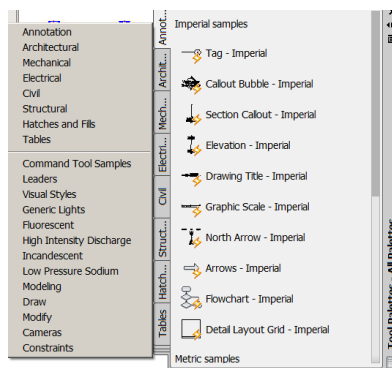 Annotation
Architectural
Mechanical
Electrical
Civil
Structural
Hatches and Fills
Tables
Command Tool Samples
Leaders
Visual Styles
Generic Lights
Fluorescent
High Intensity Discharge
Incandescent
Low Pressure Sodium
Modeling
Draw
Modify
Cameras
Constraints
Annot...
Archit...
Mech...
Electri...
Civil
Struct...
Hatch...
Tables
Imperial samples
Tag - Imperial
Callout Bubble - Imperial
Section Callout - Imperial
Elevation - Imperial
Drawing Title - Imperial
Graphic Scale - Imperial
North Arrow - Imperial
Arrows - Imperial
Flowchart - Imperial
Detail Layout Grid - Imperial
Metric samples
Tool Palettes - All Palettes